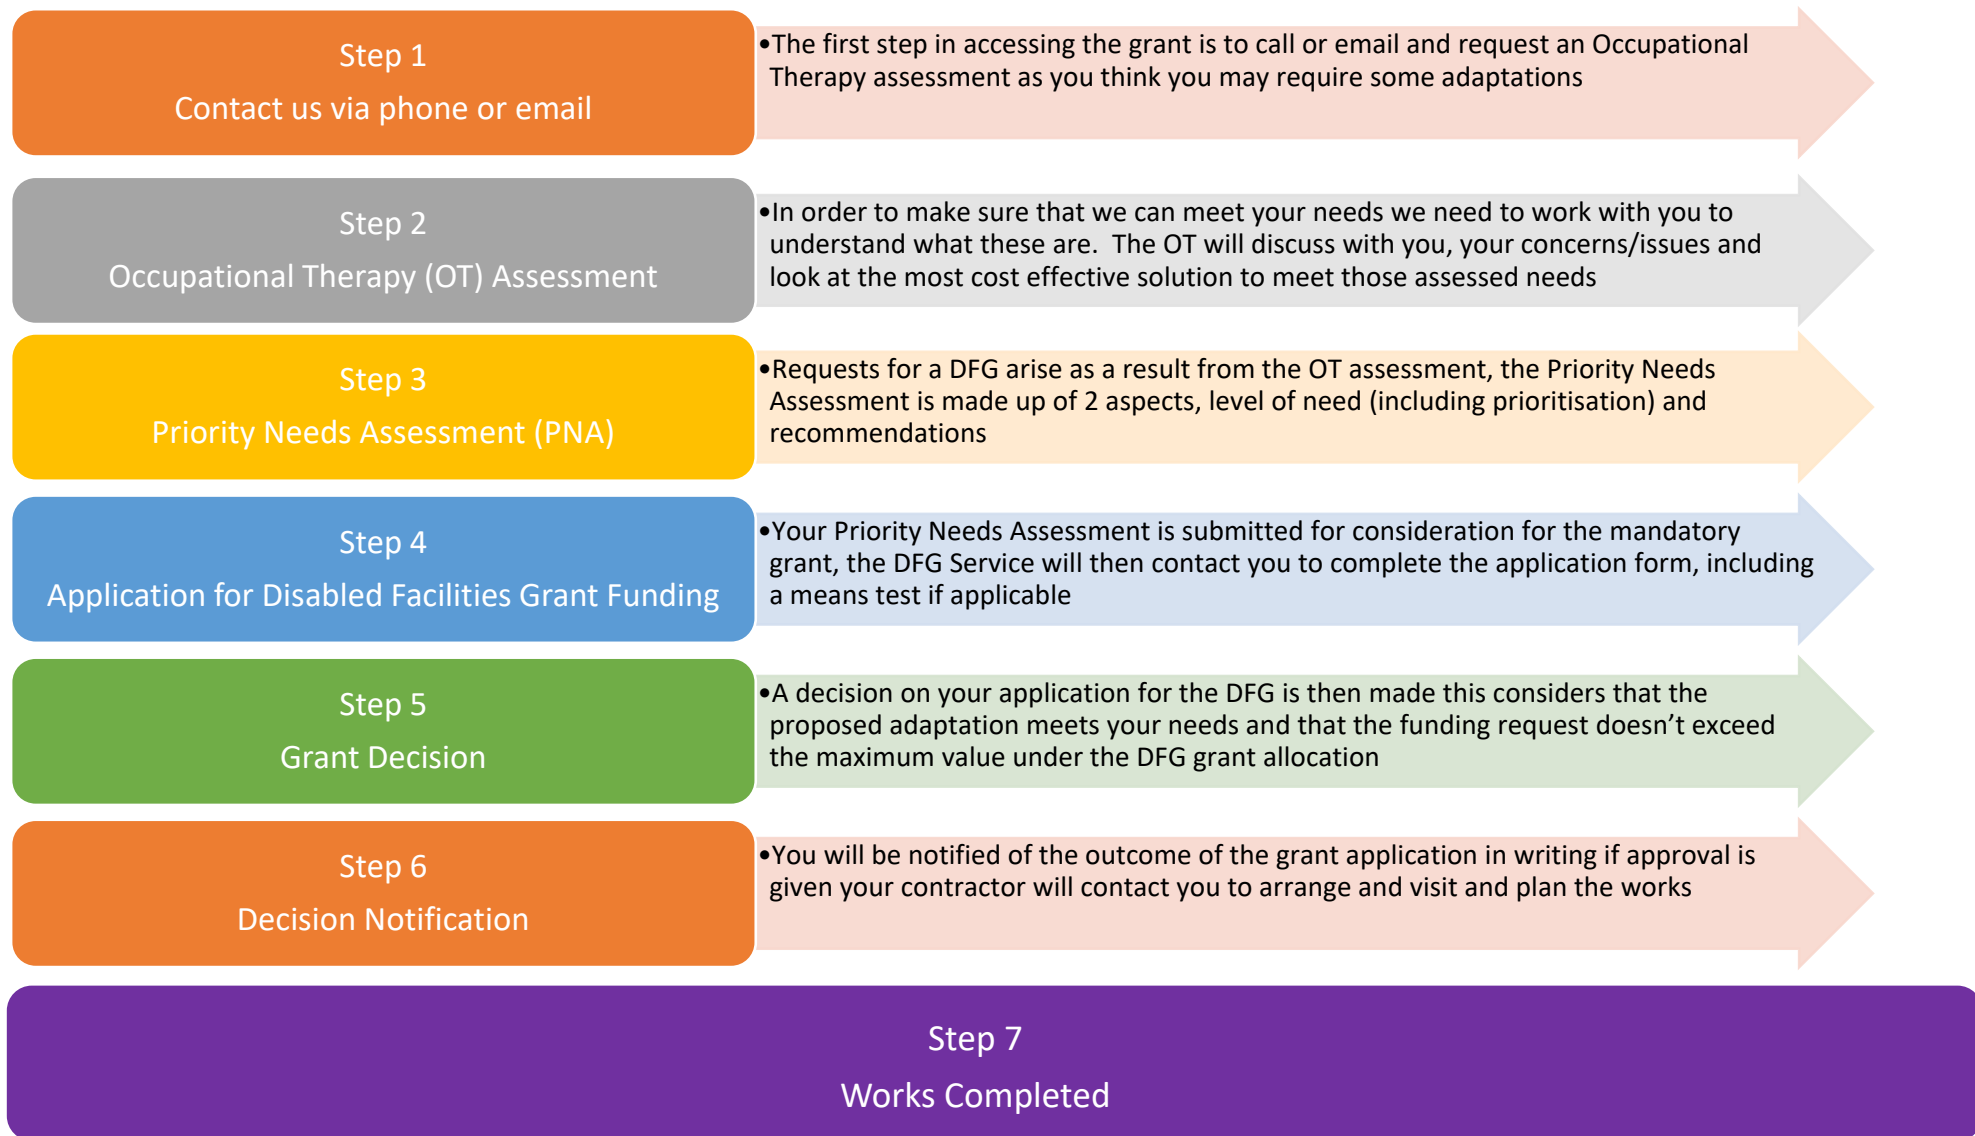 Step 1
Contact us via phone or email
•The first step in accessing the grant is to call or email and request an Occupational
Therapy assessment as you think you may require some adaptations
Step 2
Occupational Therapy (OT) Assessment
•In order to make sure that we can meet your needs we need to work with you to
understand what these are.  The OT will discuss with you, your concerns/issues and
look at the most cost effective solution to meet those assessed needs
Step 3
Priority Needs Assessment (PNA)
•Requests for a DFG arise as a result from the OT assessment, the Priority Needs
Assessment is made up of 2 aspects, level of need (including prioritisation) and
recommendations
Step 4
Application for Disabled Facilities Grant Funding
•Your Priority Needs Assessment is submitted for consideration for the mandatory
grant, the DFG Service will then contact you to complete the application form, including
a means test if applicable
Step 5
Grant Decision
•A decision on your application for the DFG is then made this considers that the
proposed adaptation meets your needs and that the funding request doesn’t exceed
the maximum value under the DFG grant allocation
Step 6
Decision Notification
•You will be notified of the outcome of the grant application in writing if approval is
given your contractor will contact you to arrange and visit and plan the works
Step 7
Works Completed